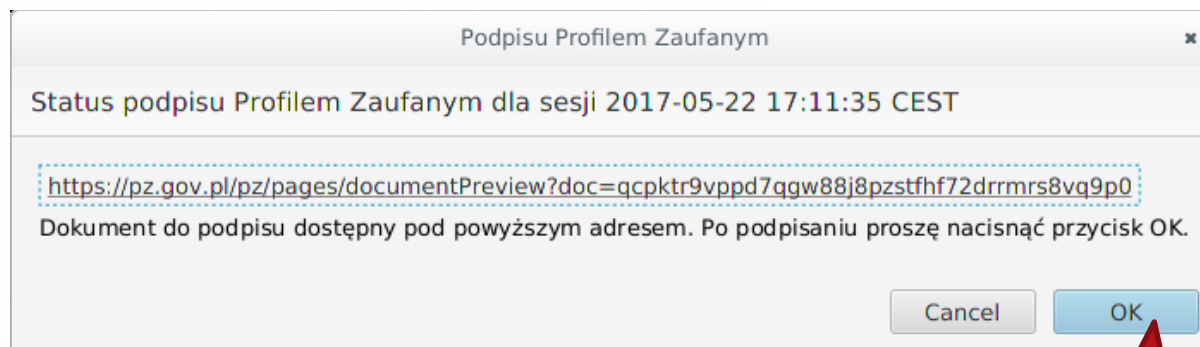 Podpisu Profilem Zaufanym
Status podpisu Profilem Zaufanym dla sesji 2017-05-22 17:11:35 CEST
https://pz.gov.pl/pz/pages/documentPreview?doc=qcpktr9vppd7qgw88j8pzstfhf72drrmrs8vq9p0
Dokument do podpisu dostępny pod powyższym adresem. Po podpisaniu proszę nacisnąć przycisk OK.
Cancel OK